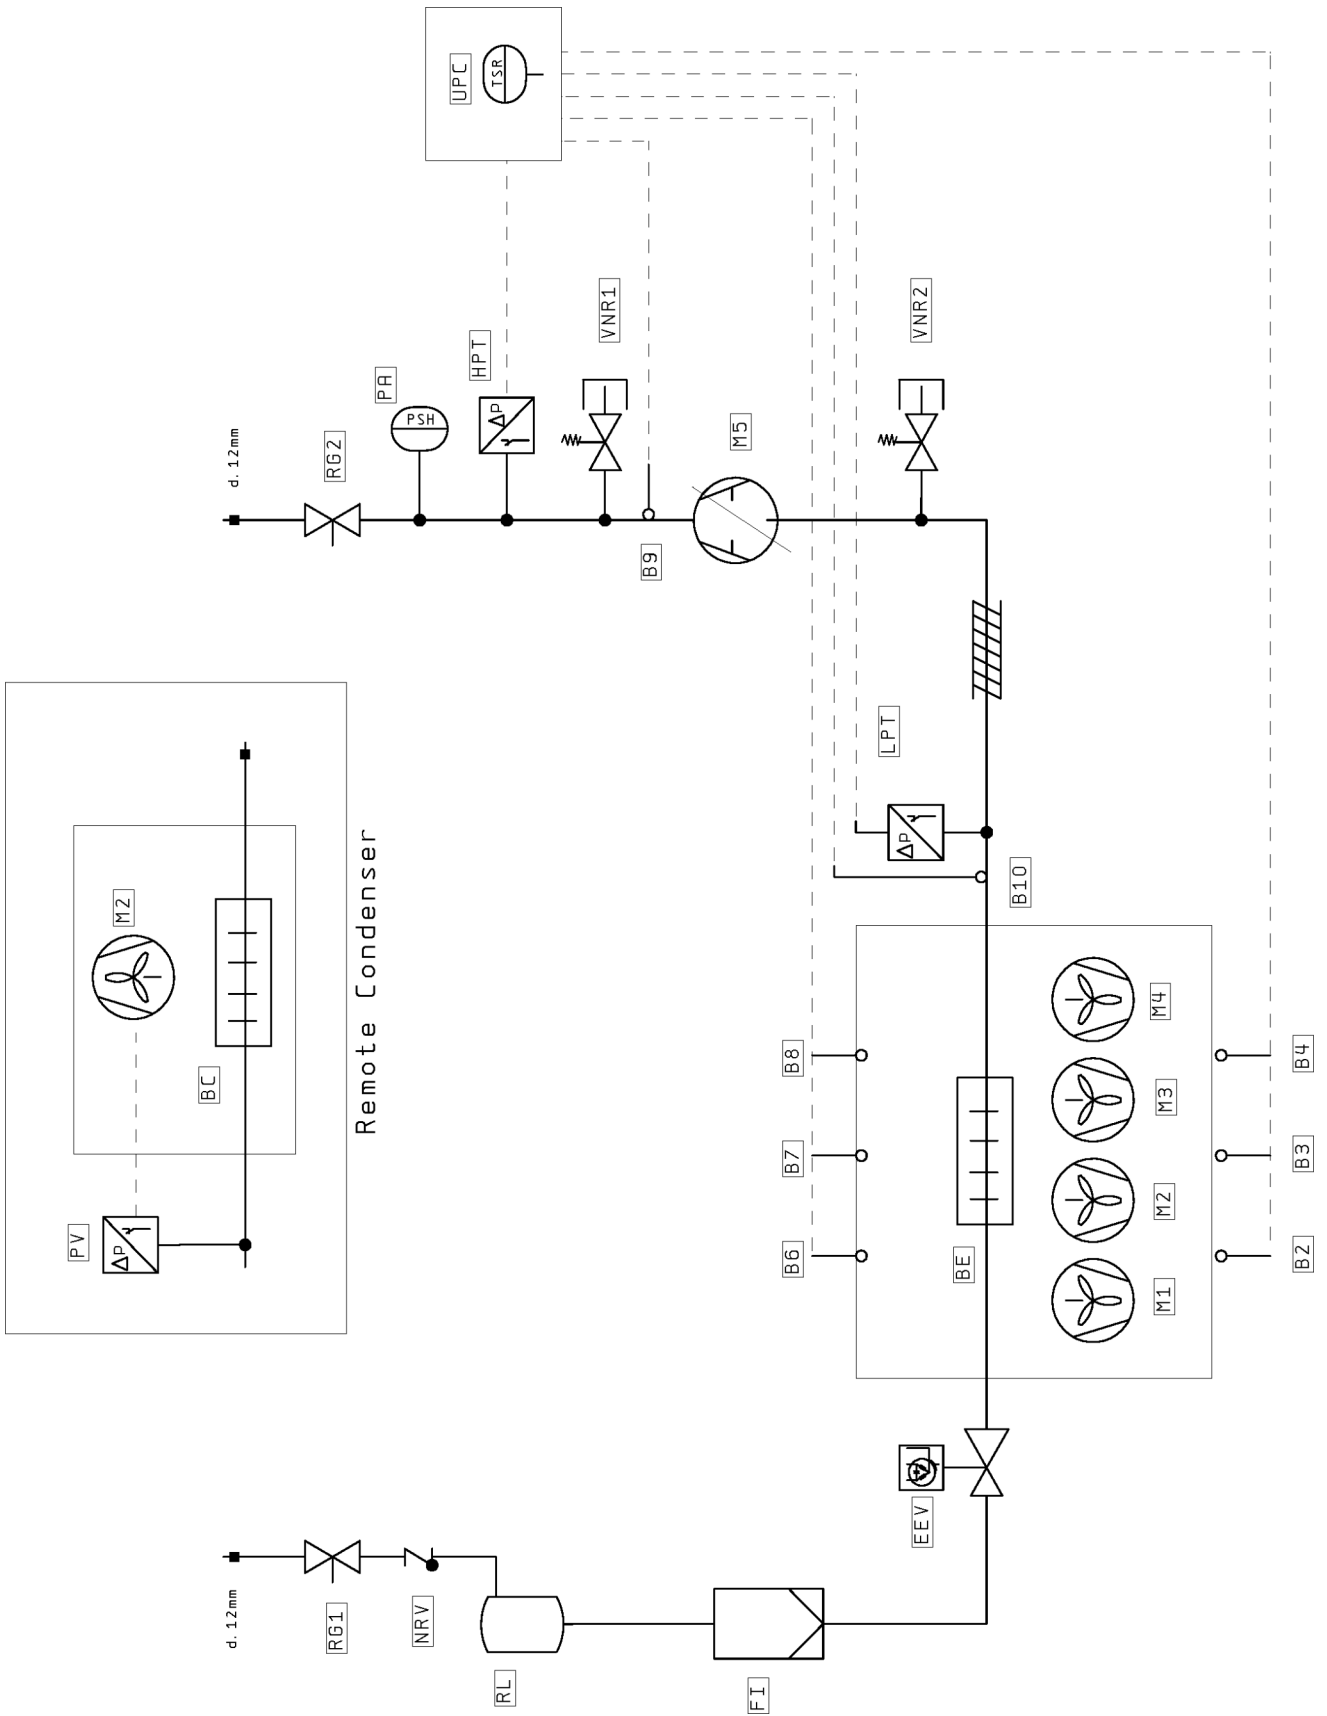 UPC
TSR
VNR1
VNR2
HPT
PA
PSH
ΔP
M5
d.12mm
RG2
B9
LPT
ΔP
B10
M2
BC
PV
ΔP
Remote Condenser
B8
B7
B6
M4
M3
M2
M1
BE
B4
B3
B2
EEV
d.12mm
RG1
NRV
RL
FI